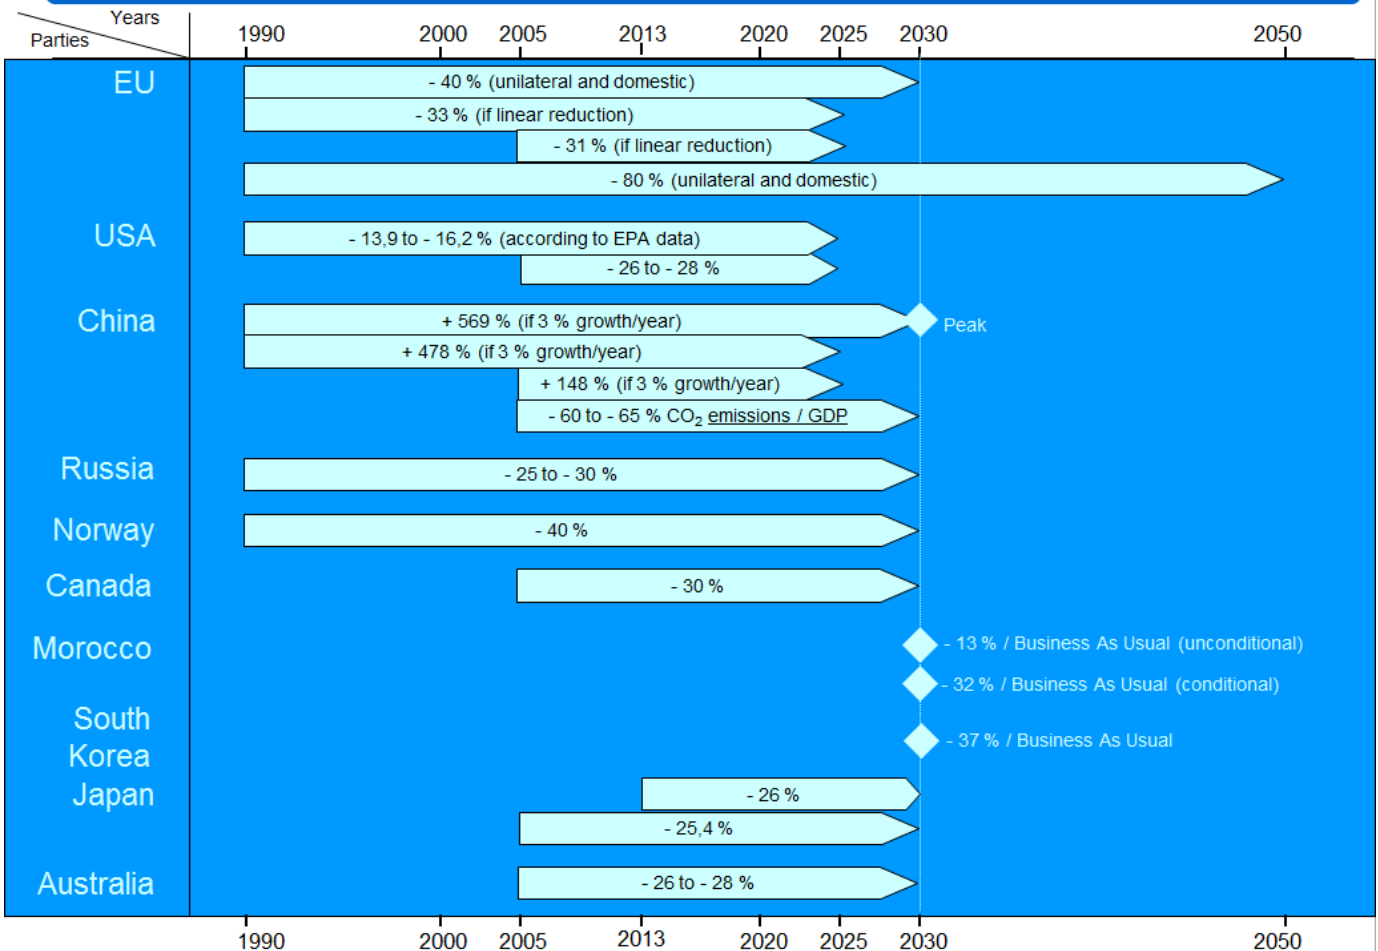 Years
Parties
1990 2000 2005 2013 2020 2025 2030 2050
EU
- 40 % (unilateral and domestic)
- 33 % (if linear reduction)
- 31 % (if linear reduction)
- 80 % (unilateral and domestic)
USA
- 13,9 to - 16,2 % (according to EPA data)
- 26 to - 28 %
China
+ 569 % (if 3 % growth/year)
Peak
+ 478 % (if 3 % growth/year)
+ 148 % (if 3 % growth/year)
- 60 to - 65 % CO₂ emissions / GDP
Russia
- 25 to - 30 %
Norway
- 40 %
Canada
- 30 %
Morocco
- 13 % / Business As Usual (unconditional)
- 32 % / Business As Usual (conditional)
South
Korea
- 37 % / Business As Usual
Japan
- 26 %
- 25,4 %
Australia
- 26 to - 28 %
1990 2000 2005 2013 2020 2025 2030 2050